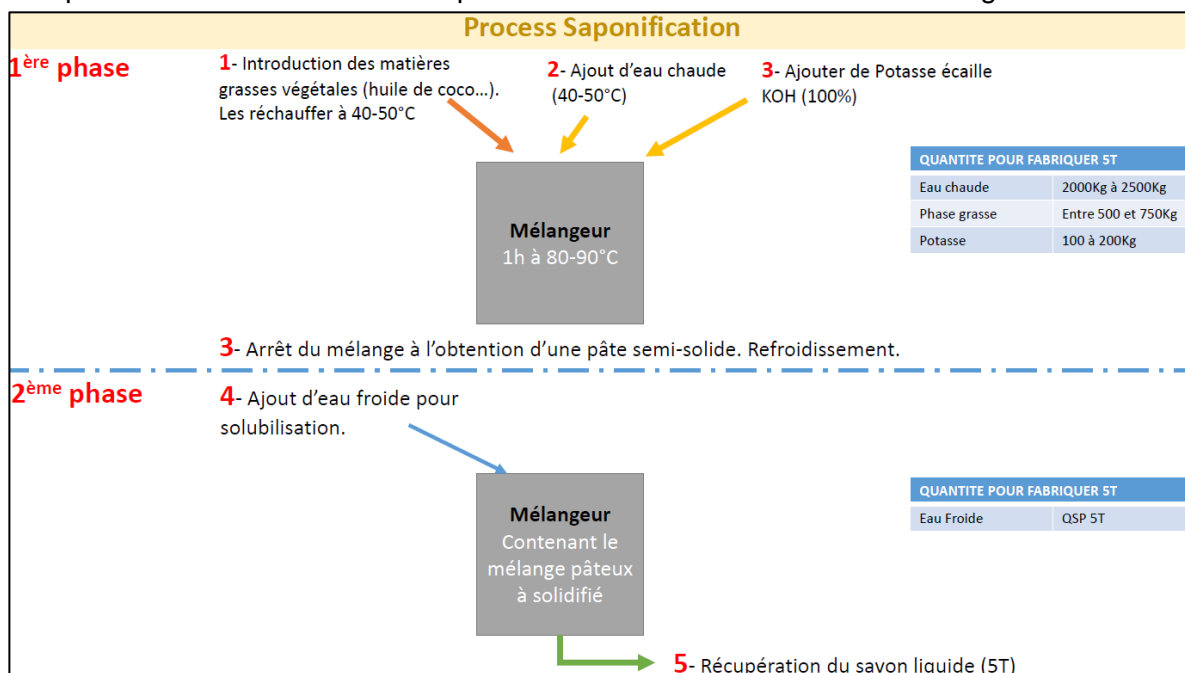 Process Saponification
1ère phase
1- Introduction des matières
grasses végétales (huile de coco…).
Les réchauffer à 40-50°C
2- Ajout d'eau chaude
(40-50°C)
3- Ajouter de Potasse écaille
KOH (100%)
Mélangeur
1h à 80-90°C
QUANTITE POUR FABRIQUER 5T
Eau chaude 2000Kg à 2500Kg
Phase grasse Entre 500 et 750Kg
Potasse 100 à 200Kg
3- Arrêt du mélange à l'obtention d'une pâte semi-solide. Refroidissement.
2ème phase
4- Ajout d'eau froide pour
solubilisation.
Mélangeur
Contenant le
mélange pâteux
à solidifié
QUANTITE POUR FABRIQUER 5T
Eau Froide QSP 5T
5- Récupération du savon liquide (5T)